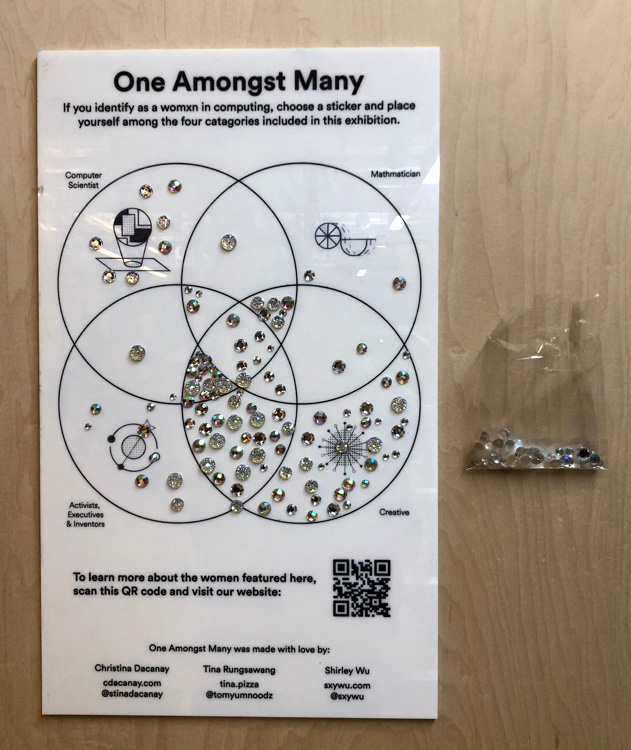 One Amongst Many
If you identify as a womxn in computing, choose a sticker and place
yourself among the four catagories included in this exhibition.
Computer
Scientist
Mathmatician
Activists,
Executives
& Inventors
Creative
To learn more about the women featured here,
scan this QR code and visit our website:
One Amongst Many was made with love by:
Christina Dacanay
cdacanay.com
@stinadacanay
Tina Rungsawang
tina.pizza
@tomyumnoodz
Shirley Wu
sxywu.com
@sxywu